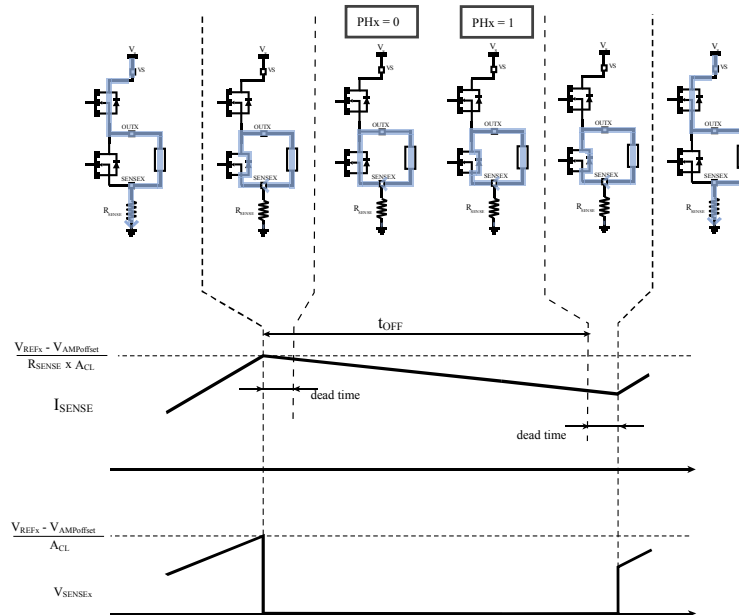 PHx = 0
PHx = 1
V
V
V
V
V
V
VS
VS
VS
VS
VS
VS
OUTX
OUTX
OUTX
OUTX
OUTX
OUTX
SENSEX
SENSEX
SENSEX
SENSEX
SENSEX
SENSEX
RSENSE
RSENSE
RSENSE
RSENSE
RSENSE
RSENSE
tOFF
VREFx - VAMPoffset
RSENSE x ACL
dead time
ISENSE
dead time
VREFx - VAMPoffset
ACL
VSENSEx